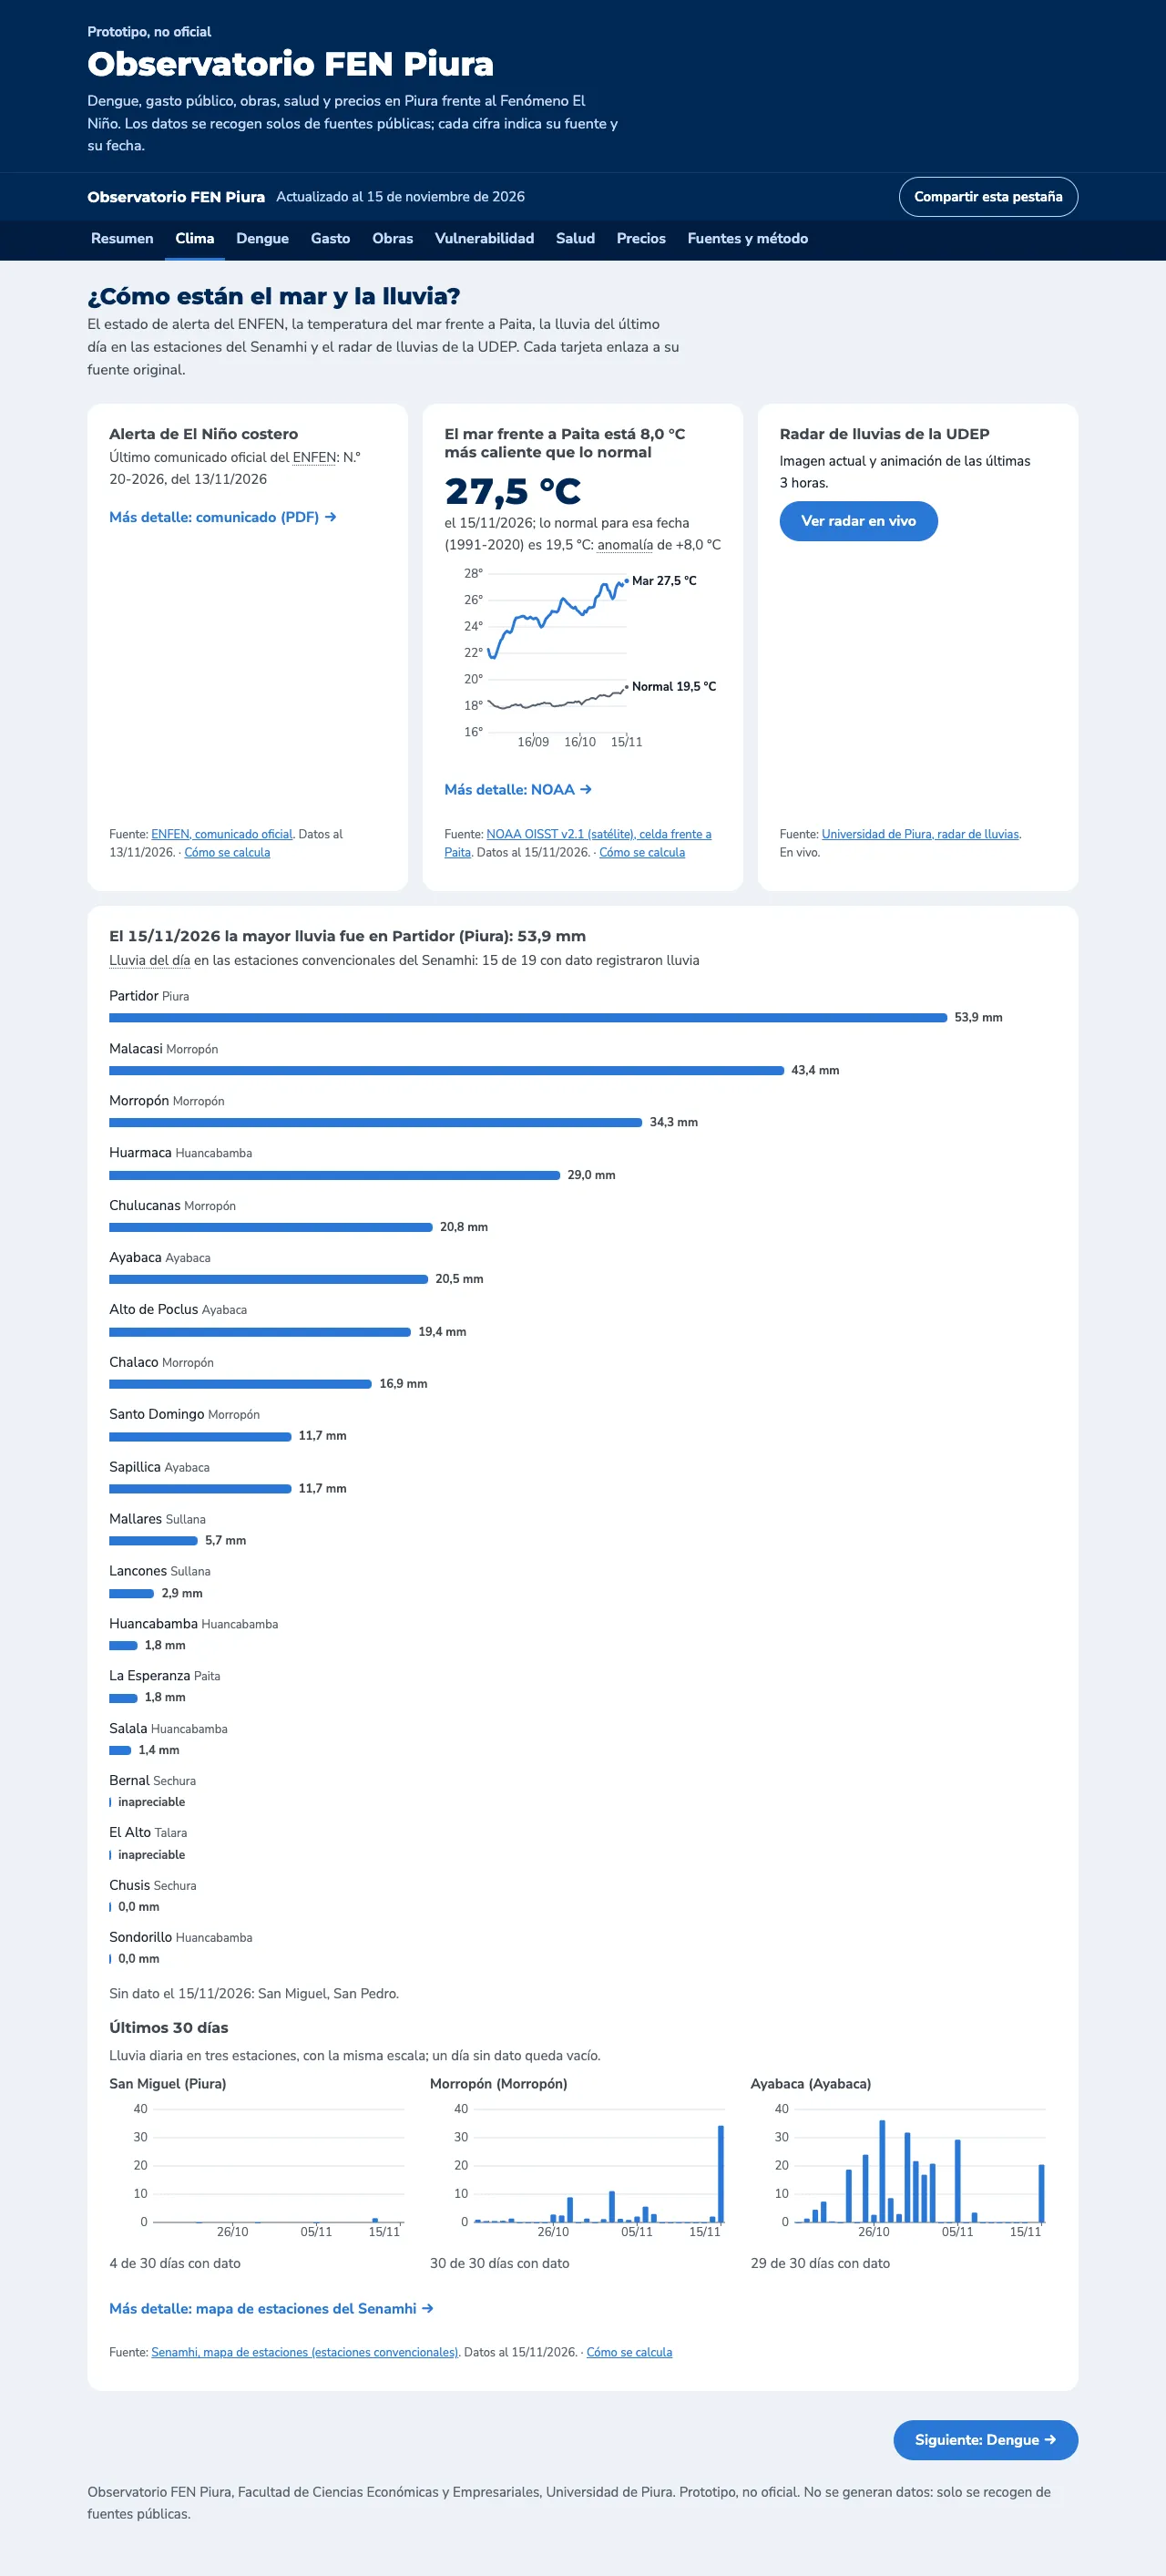 Prototipo, no oficial
Observatorio FEN Piura
Dengue, gasto público, obras, salud y precios en Piura frente al Fenómeno El
Niño. Los datos se recogen solos de fuentes públicas; cada cifra indica su fuente y
su fecha.
Observatorio FEN Piura Actualizado al 15 de noviembre de 2026
Compartir esta pestaña
Resumen Clima Dengue Gasto Obras Vulnerabilidad Salud Precios Fuentes y método
¿Cómo están el mar y la lluvia?
El estado de alerta del ENFEN, la temperatura del mar frente a Paita, la lluvia del último
día en las estaciones del Senamhi y el radar de lluvias de la UDEP. Cada tarjeta enlaza a su
fuente original.
Alerta de El Niño costero
Último comunicado oficial del ENFEN: N.°
20-2026, del 13/11/2026
Más detalle: comunicado (PDF) →
Fuente: ENFEN, comunicado oficial. Datos al
13/11/2026. · Cómo se calcula
El mar frente a Paita está 8,0 °C
más caliente que lo normal
27,5 °C
el 15/11/2026; lo normal para esa fecha
(1991-2020) es 19,5 °C: anomalía de +8,0 °C
28°
26°
24°
22°
20°
18°
16°
Mar 27,5 °C
Normal 19,5 °C
16/09 16/10 15/11
Más detalle: NOAA →
Fuente: NOAA OISST v2.1 (satélite), celda frente a
Paita. Datos al 15/11/2026. · Cómo se calcula
Radar de lluvias de la UDEP
Imagen actual y animación de las últimas
3 horas.
Ver radar en vivo
Fuente: Universidad de Piura, radar de lluvias.
En vivo.
El 15/11/2026 la mayor lluvia fue en Partidor (Piura): 53,9 mm
Lluvia del día en las estaciones convencionales del Senamhi: 15 de 19 con dato registraron lluvia
Partidor Piura
53,9 mm
Malacasi Morropón
43,4 mm
Morropón Morropón
34,3 mm
Huarmaca Huancabamba
29,0 mm
Chulucanas Morropón
20,8 mm
Ayabaca Ayabaca
20,5 mm
Alto de Poclus Ayabaca
19,4 mm
Chalaco Morropón
16,9 mm
Santo Domingo Morropón
11,7 mm
Sapillica Ayabaca
11,7 mm
Mallares Sullana
5,7 mm
Lancones Sullana
2,9 mm
Huancabamba Huancabamba
1,8 mm
La Esperanza Paita
1,8 mm
Salala Huancabamba
1,4 mm
Bernal Sechura
inapreciable
El Alto Talara
inapreciable
Chusis Sechura
0,0 mm
Sondorillo Huancabamba
0,0 mm
Sin dato el 15/11/2026: San Miguel, San Pedro.
Últimos 30 días
Lluvia diaria en tres estaciones, con la misma escala; un día sin dato queda vacío.
San Miguel (Piura)
40
30
20
10
0
26/10 05/11 15/11
4 de 30 días con dato
Morropón (Morropón)
40
30
20
10
0
26/10 05/11 15/11
30 de 30 días con dato
Ayabaca (Ayabaca)
40
30
20
10
0
26/10 05/11 15/11
29 de 30 días con dato
Más detalle: mapa de estaciones del Senamhi →
Fuente: Senamhi, mapa de estaciones (estaciones convencionales). Datos al 15/11/2026. · Cómo se calcula
Siguiente: Dengue →
Observatorio FEN Piura, Facultad de Ciencias Económicas y Empresariales, Universidad de Piura. Prototipo, no oficial. No se generan datos: solo se recogen de
fuentes públicas.